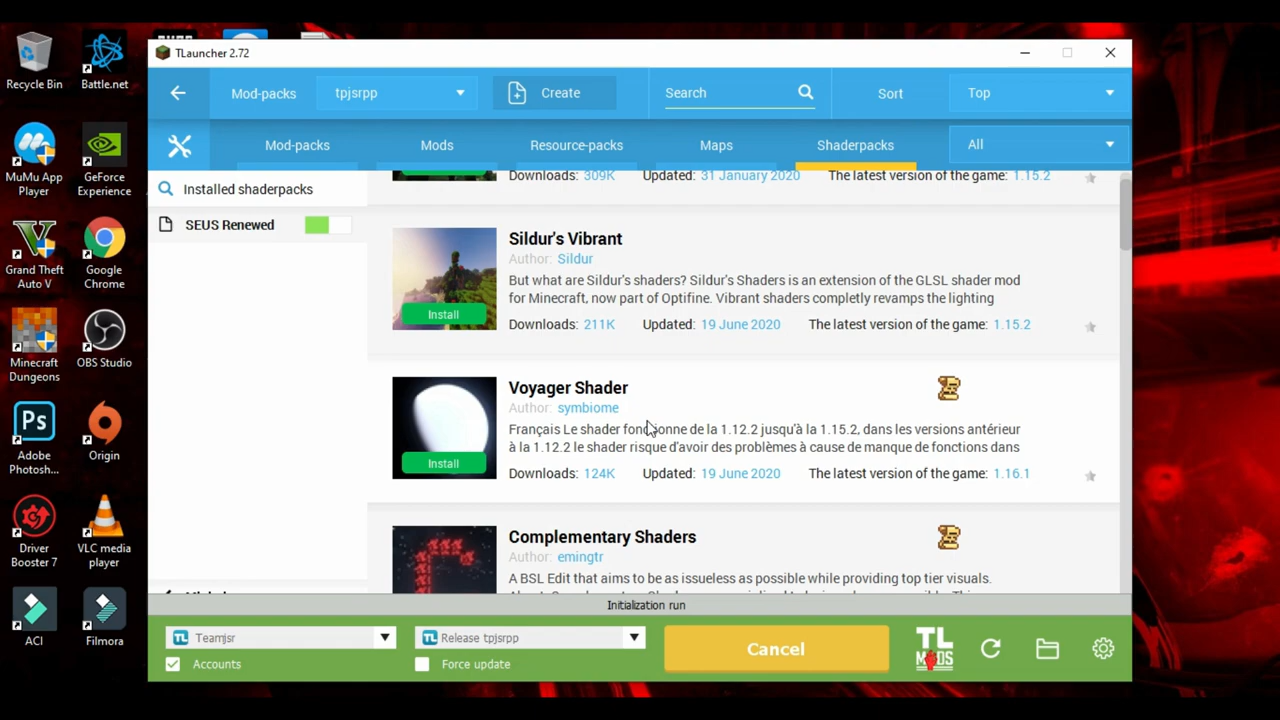 TLauncher 2.72
Recycle Bin
Battle.net
Mod-packs
tpjsrpp
Create
Search
Sort
Top
Mod-packs
Mods
Resource-packs
Maps
Shaderpacks
All
MuMu App
Player
GeForce
Experience
Installed shaderpacks
SEUS Renewed
Downloads: 309K Updated: 31 January 2020 The latest version of the game: 1.15.2
Sildur's Vibrant
Author: Sildur
But what are Sildur's shaders? Sildur's Shaders is an extension of the GLSL shader mod
for Minecraft, now part of Optifine. Vibrant shaders completly revamps the lighting
Install
Downloads: 211K Updated: 19 June 2020 The latest version of the game: 1.15.2
Grand Theft
Auto V
Google
Chrome
Minecraft
Dungeons
OBS Studio
Voyager Shader
Author: symbiome
Français Le shader fonctionne de la 1.12.2 jusqu'à la 1.15.2, dans les versions antérieur
à la 1.12.2 le shader risque d'avoir des problèmes à cause de manque de fonctions dans
Install
Downloads: 124K Updated: 19 June 2020 The latest version of the game: 1.16.1
Ps
Adobe
Photosh...
Origin
Complementary Shaders
Author: emingtr
A BSL Edit that aims to be as issueless as possible while providing top tier visuals.
Driver
Booster 7
VLC media
player
Initialization run
ACI
Filmora
TL Teamjsr
TL Release tpjsrpp
Cancel
TL
MODS
Accounts
Force update